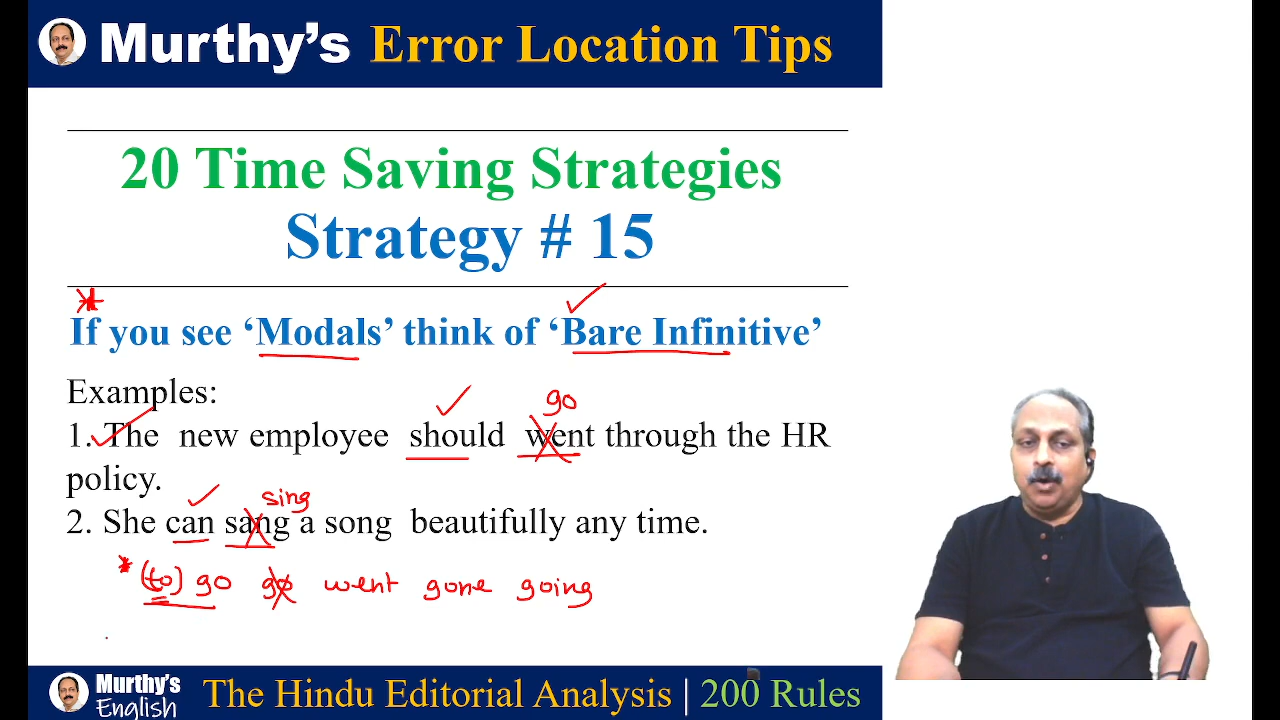 Murthy's Error Location Tips
20 Time Saving Strategies
Strategy # 15
If you see ‘Modals’ think of ‘Bare Infinitive’
Examples:
go
1. The new employee should went through the HR
policy.
sing
2. She can sang a song beautifully any time.
*(to) go go went gone going
Murthy's
English
The Hindu Editorial Analysis | 200 Rules